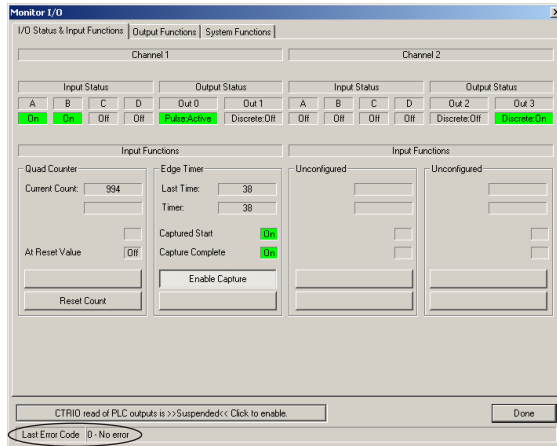 Monitor I/O
I/O Status & Input Functions Output Functions System Functions
Channel 1 Channel 2
Input Status Output Status Input Status Output Status
A B C D Out 0 Out 1 A B C D Out 2 Out 3
On On Off Off Pulse:Active Discrete:Off Off Off Off Off Discrete:Off Discrete:On
Input Functions Input Functions
Quad Counter Edge Timer Unconfigured Unconfigured
Current Count: 994 Last Time: 38
Timer: 38
Captured Start On
At Reset Value Off Capture Complete On
Enable Capture
Reset Count
CTRIO read of PLC outputs is >>Suspended<< Click to enable. Done
Last Error Code 0 - No error